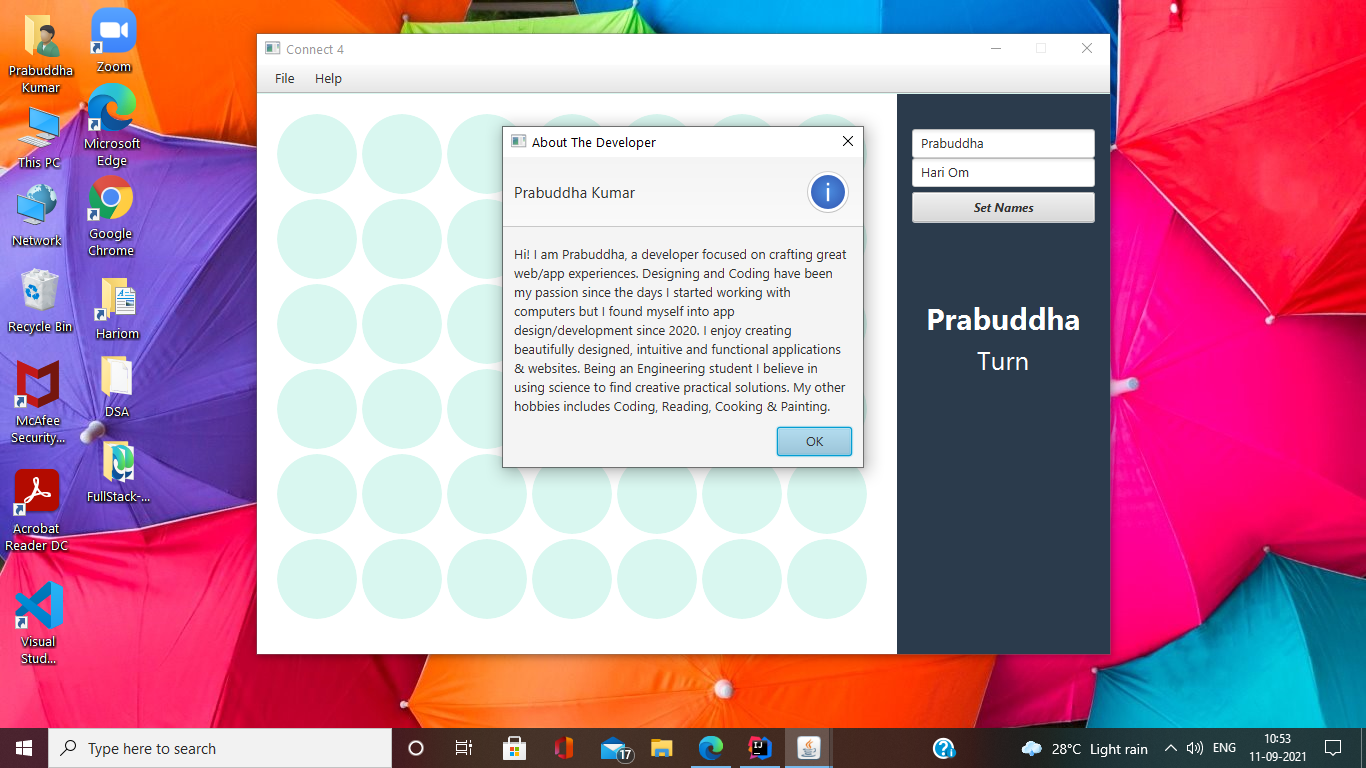 Prabuddha
Kumar
Zoom
This PC
Microsoft
Edge
Network
Google
Chrome
Recycle Bin
Hariom
McAfee
Security...
DSA
Acrobat
Reader DC
FullStack-...
Visual
Stud...
Connect 4
File Help
About The Developer
Prabuddha Kumar
i
Hi! I am Prabuddha, a developer focused on crafting great
web/app experiences. Designing and Coding have been
my passion since the days I started working with
computers but I found myself into app
design/development since 2020. I enjoy creating
beautifully designed, intuitive and functional applications
& websites. Being an Engineering student I believe in
using science to find creative practical solutions. My other
hobbies includes Coding, Reading, Cooking & Painting.
OK
Prabuddha
Hari Om
Set Names
Prabuddha
Turn
Type here to search
17
IJ
?
28°C Light rain
ENG
10:53
11-09-2021